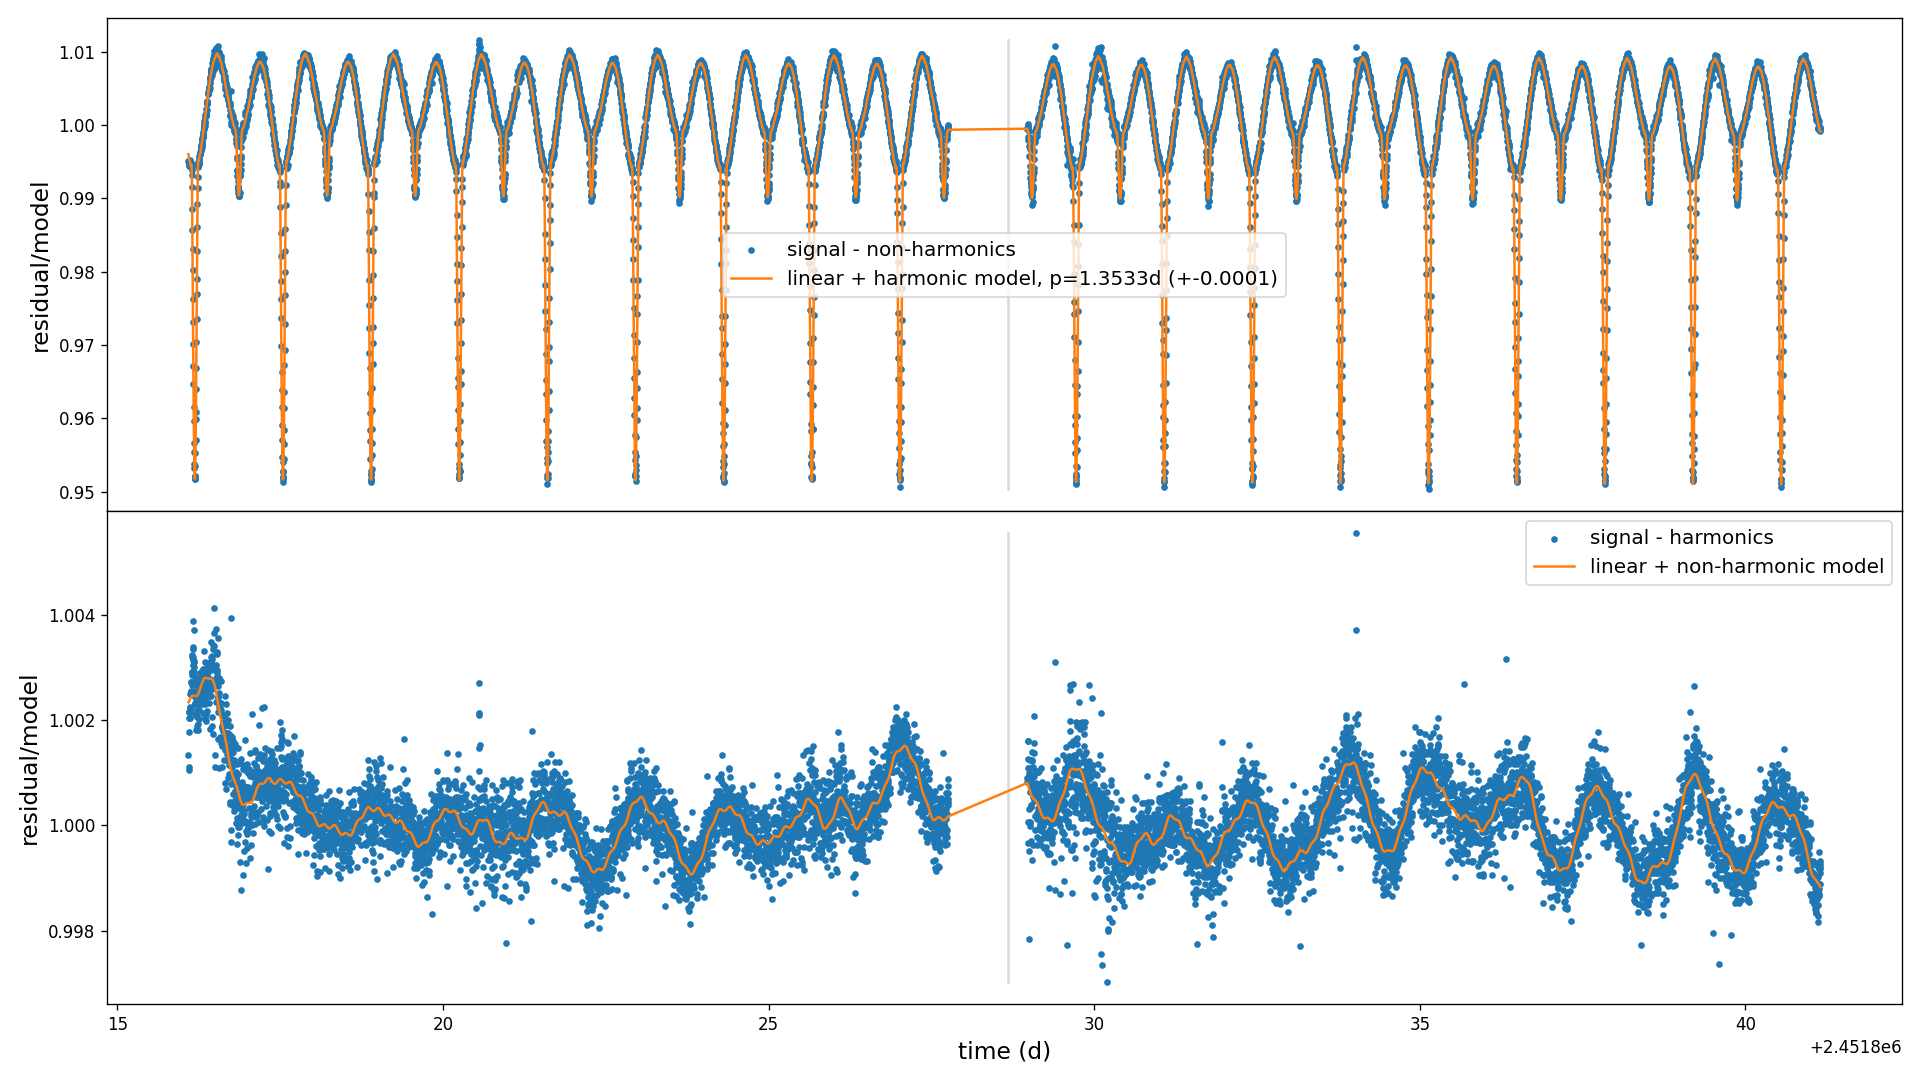 1.01
1.00
0.99
0.98
0.97
0.96
0.95
residual/model
signal - non-harmonics
linear + harmonic model, p=1.3533d (+-0.0001)
1.004
1.002
1.000
0.998
residual/model
signal - harmonics
linear + non-harmonic model
15
20
25
30
35
40
time (d)
+2.4518e6